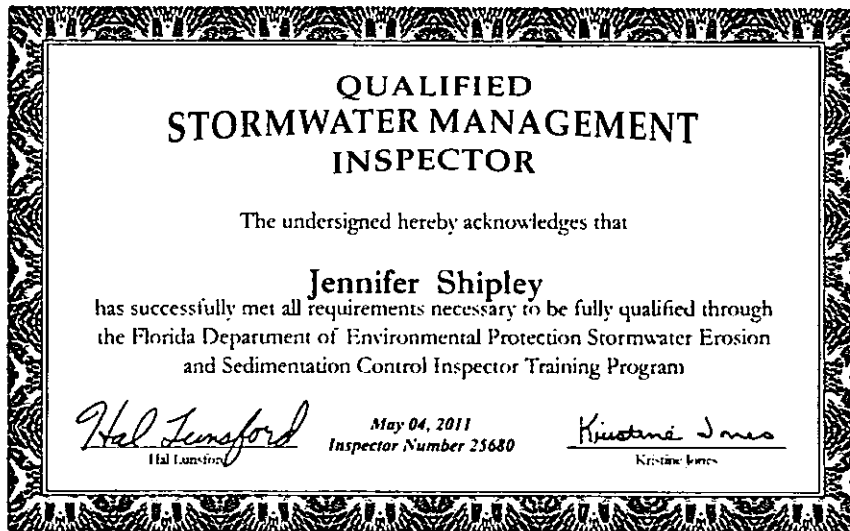 QUALIFIED
STORMWATER MANAGEMENT
INSPECTOR
The undersigned hereby acknowledges that
Jennifer Shipley
has successfully met all requirements necessary to be fully qualified through
the Florida Department of Environmental Protection Stormwater Erosion
and Sedimentation Control Inspector Training Program
Hal Lunsford
May 04, 2011
Kristine Jones
Hal Lunsford
Inspector Number 25680
Kristine Jones